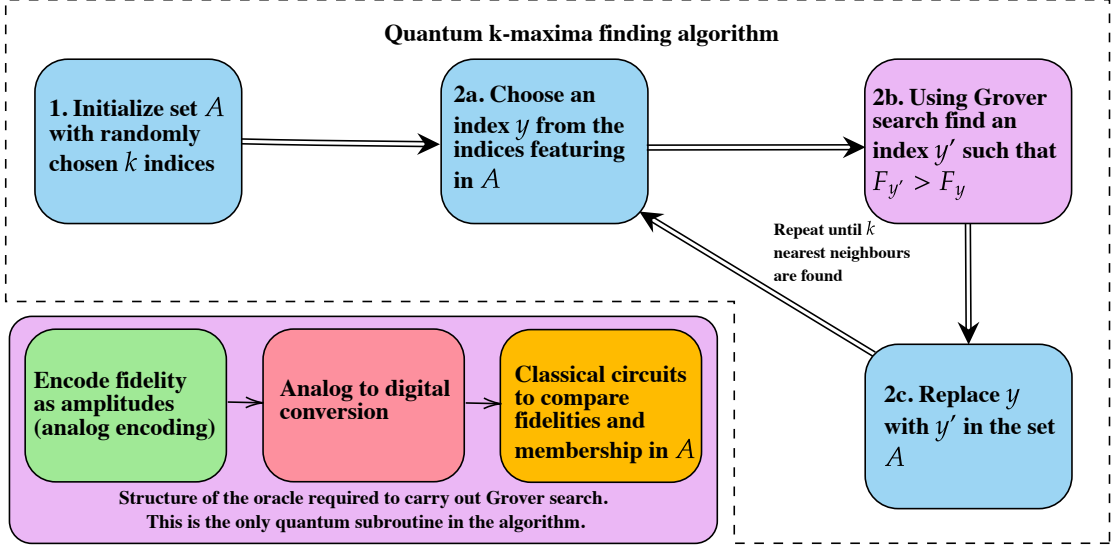 Quantum k-maxima finding algorithm
1. Initialize set A
with randomly
chosen k indices
2a. Choose an
index y from the
indices featuring
in A
2b. Using Grover
search find an
index y′ such that
F_{y′} > F_y
Repeat until k
nearest neighbours
are found
2c. Replace y
with y′ in the set
A
Encode fidelity
as amplitudes
(analog encoding)
Analog to digital
conversion
Classical circuits
to compare
fidelities and
membership in A
Structure of the oracle required to carry out Grover search.
This is the only quantum subroutine in the algorithm.